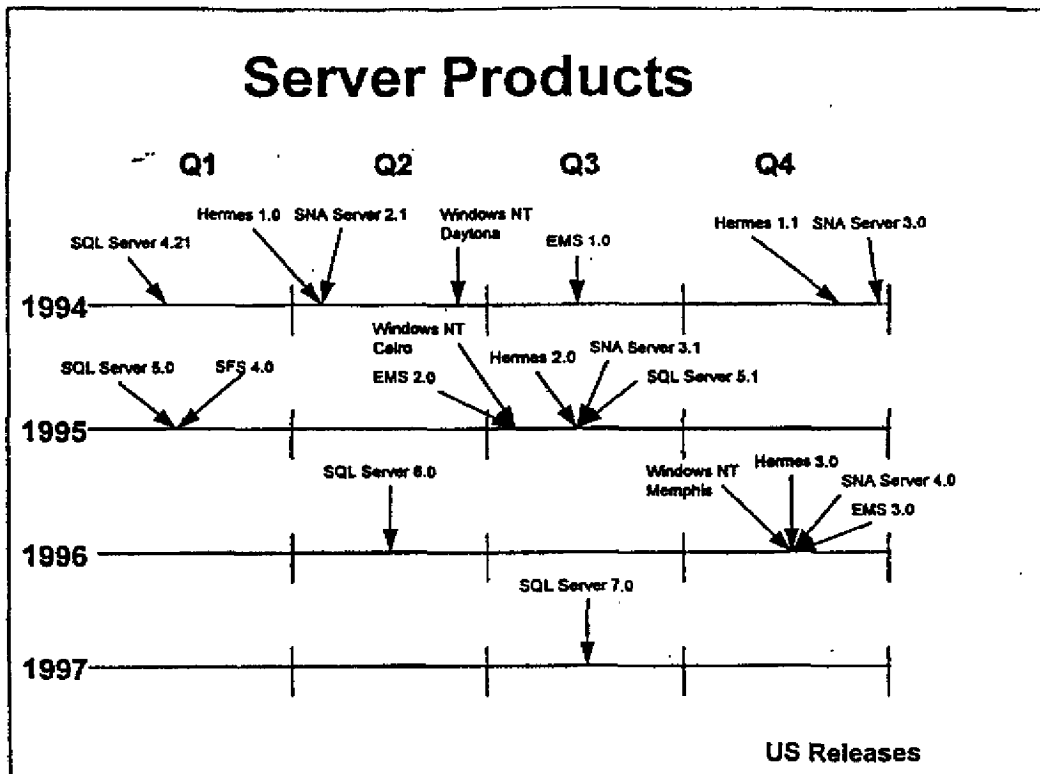 Server Products
Q1 Q2 Q3 Q4
Hermes 1.0 SNA Server 2.1 Windows NT Daytona Hermes 1.1 SNA Server 3.0
SQL Server 4.21 EMS 1.0
1994
Windows NT
Cairo
Hermes 2.0 SNA Server 3.1
SQL Server 5.0 SFS 4.0 EMS 2.0 SQL Server 5.1
1995
SQL Server 6.0 Windows NT
Memphis
Hermes 3.0
SNA Server 4.0
EMS 3.0
1996
SQL Server 7.0
1997
US Releases